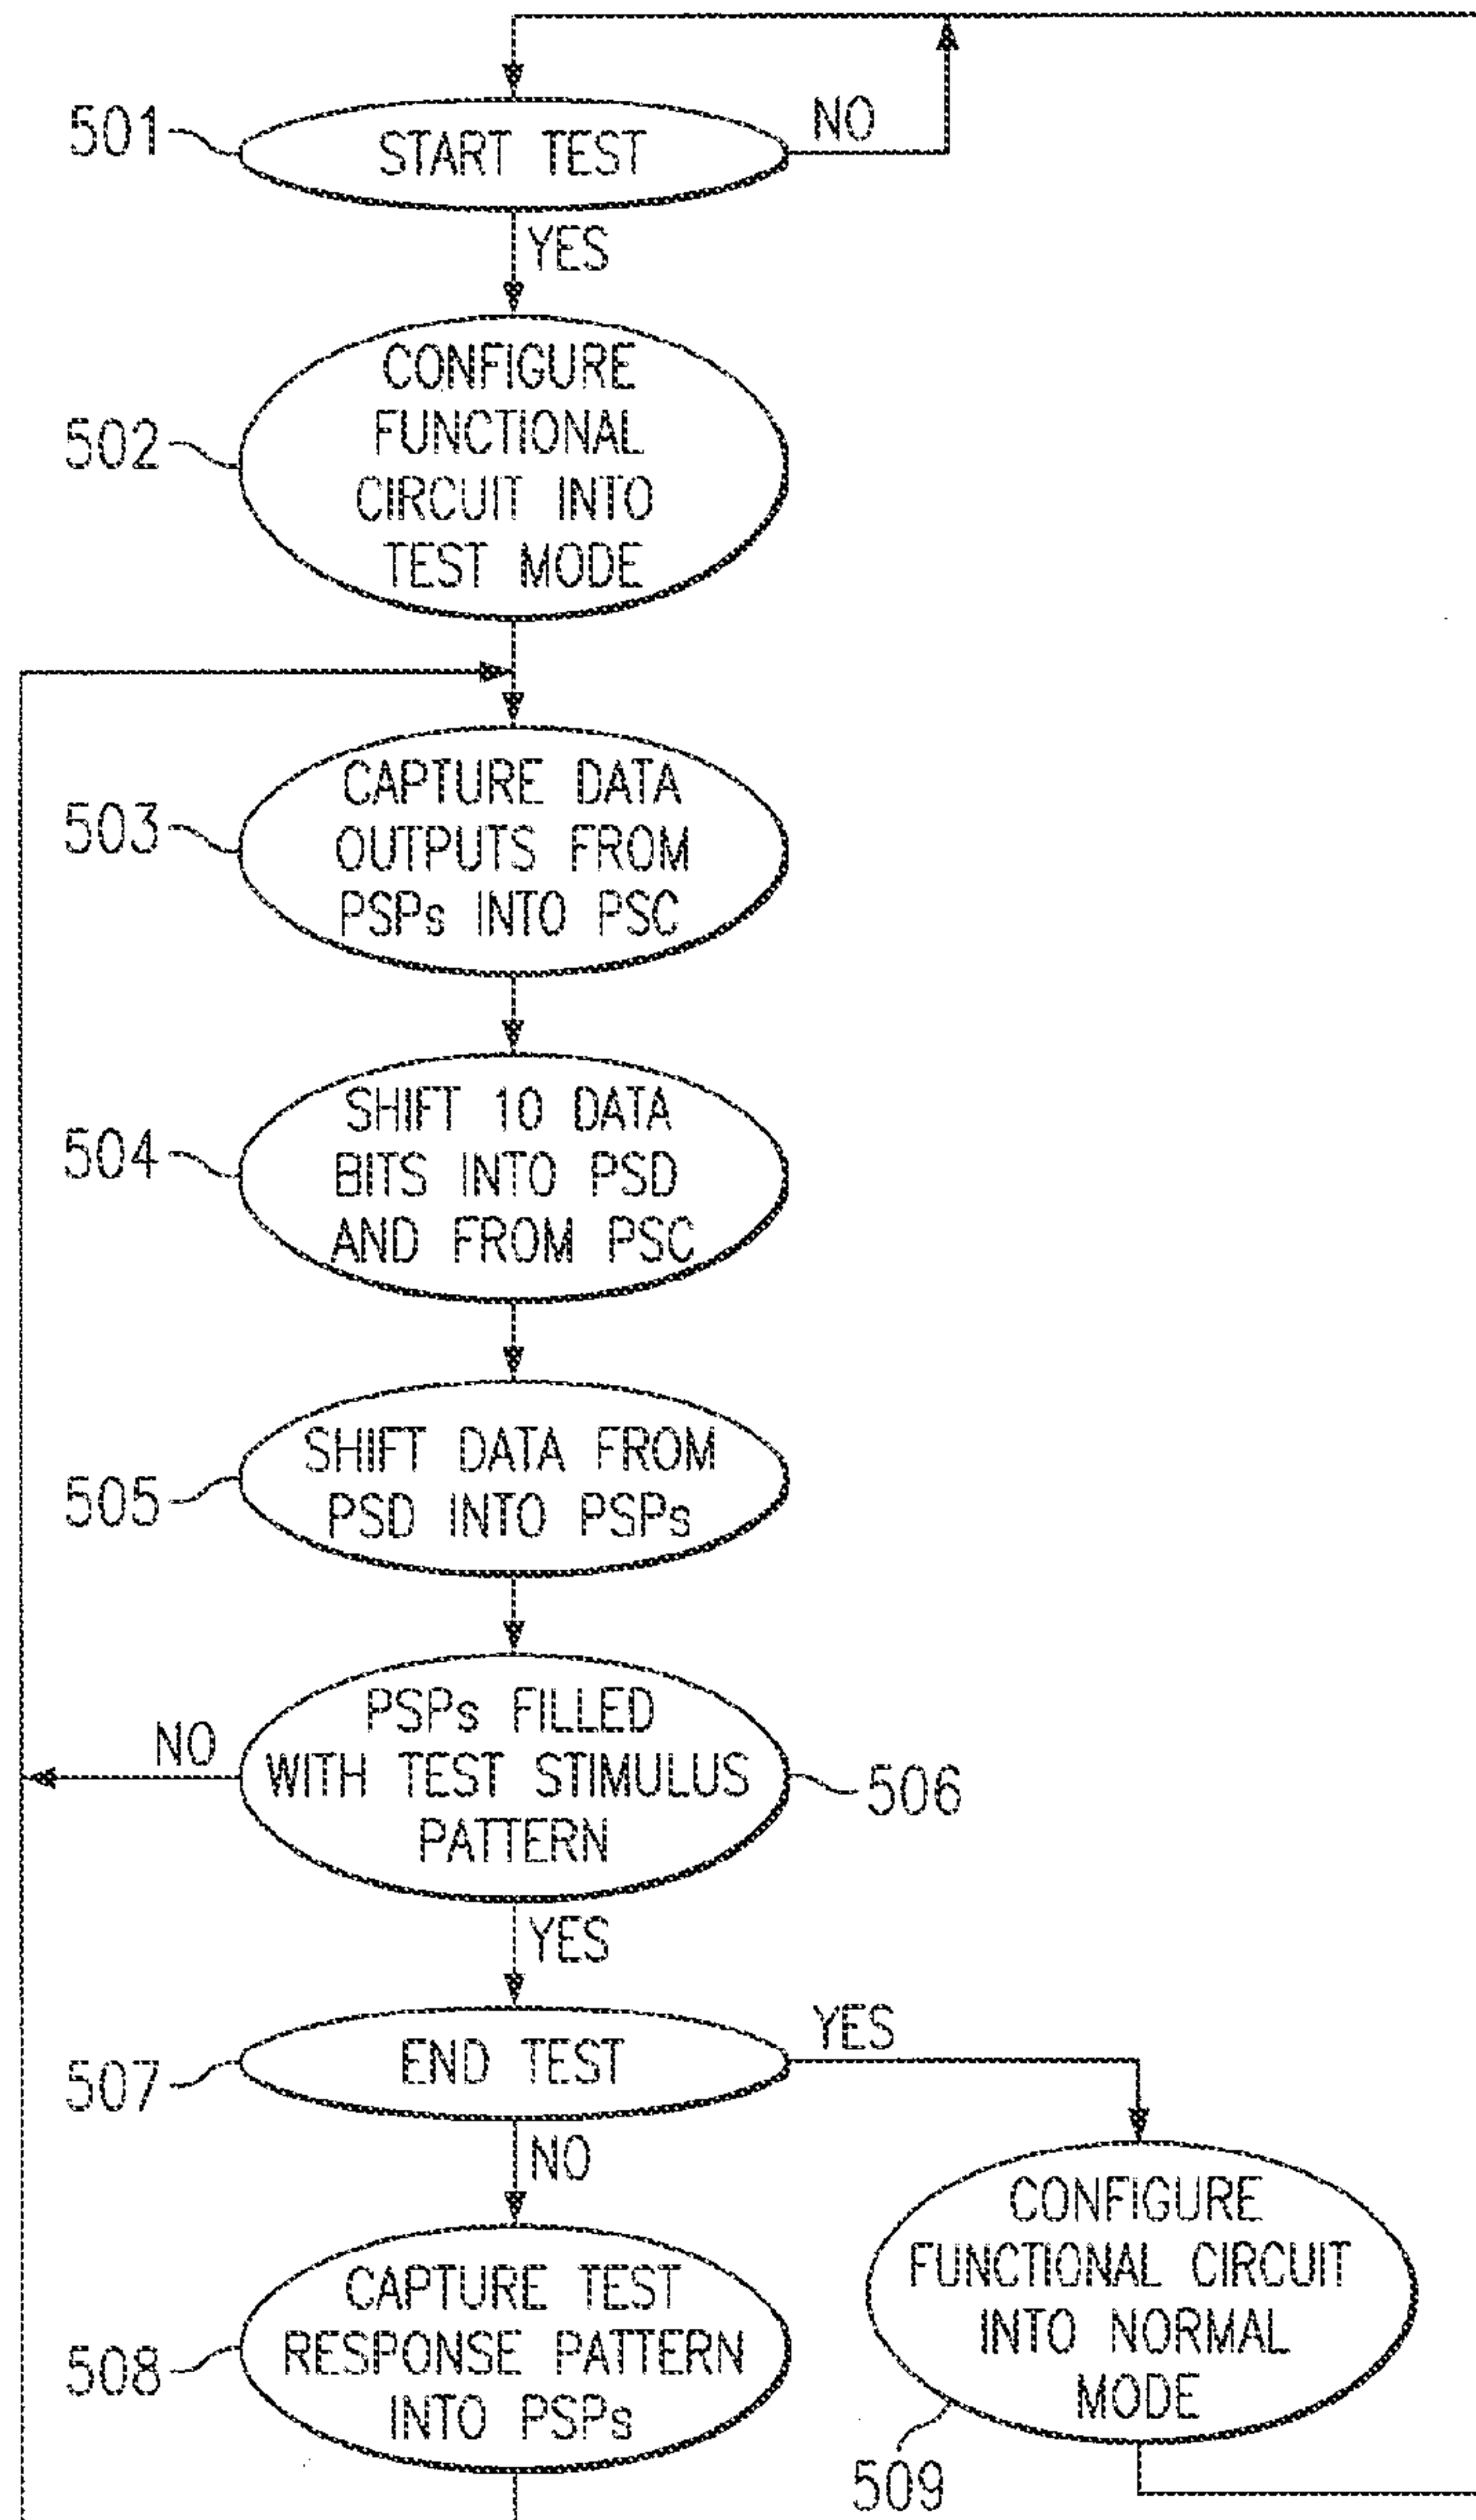 501
START TEST
NO
YES
502
CONFIGURE
FUNCTIONAL
CIRCUIT INTO
TEST MODE
503
CAPTURE DATA
OUTPUTS FROM
PSPs INTO PSC
504
SHIFT 10 DATA
BITS INTO PSD
AND FROM PSC
505
SHIFT DATA FROM
PSD INTO PSPs
NO
PSPs FILLED
WITH TEST STIMULUS
PATTERN
506
YES
507
END TEST
YES
NO
508
CAPTURE TEST
RESPONSE PATTERN
INTO PSPs
CONFIGURE
FUNCTIONAL CIRCUIT
INTO NORMAL
MODE
509